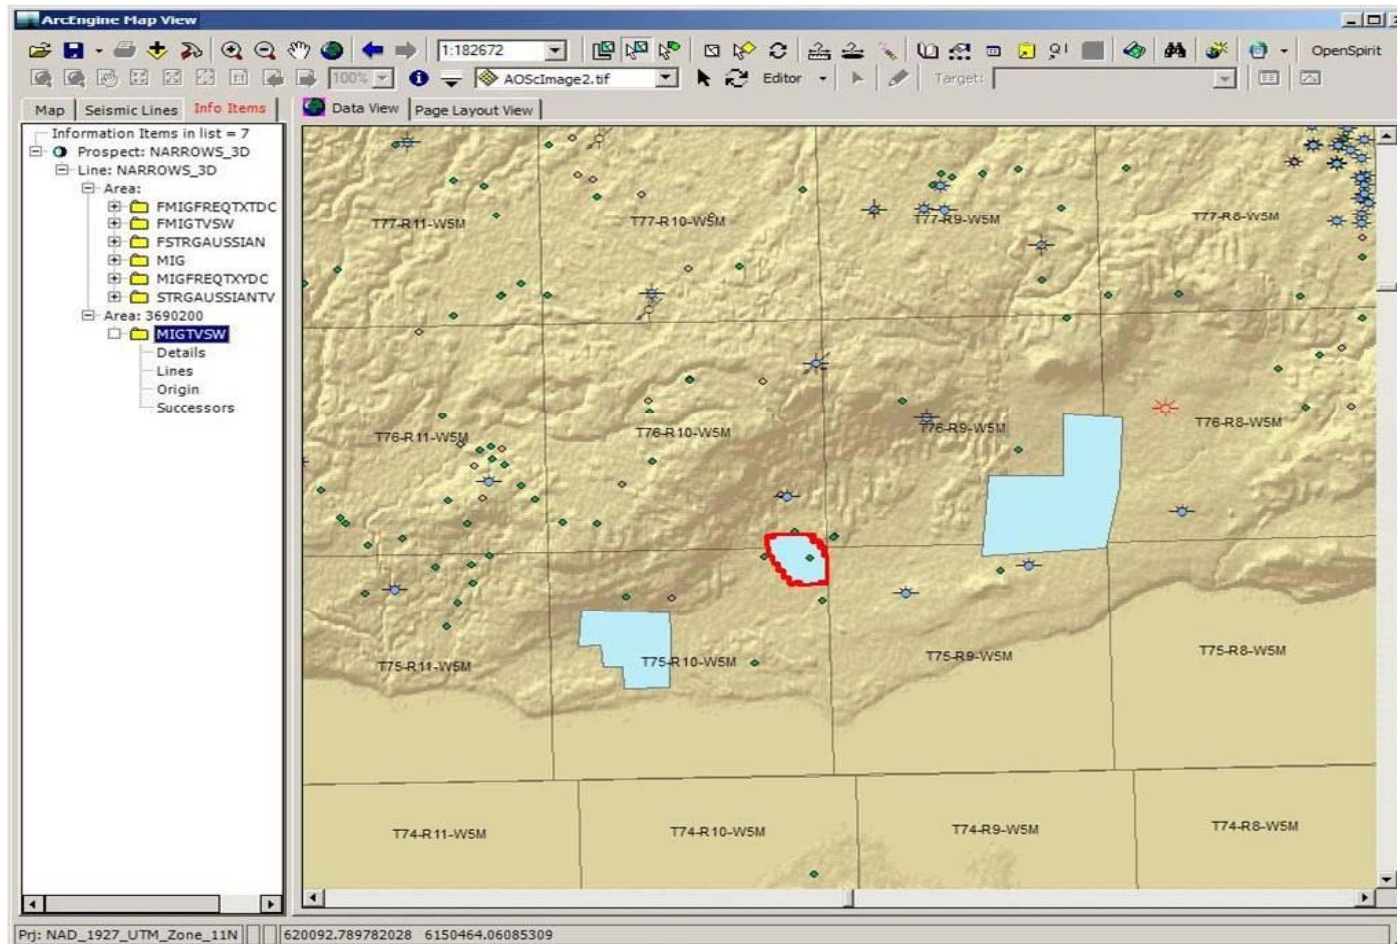 ArcEngine Map View
1:182672
OpenSpirit
100%
AOScImage2.tif
Editor
Target:
Map
Seismic Lines
Info Items
Data View
Page Layout View
Information Items in list = 7
Prospect: NARROWS_3D
Line: NARROWS_3D
Area:
FMIGFREQTXTDC
FMIGTVSW
FSTRGAUSSIAN
MIG
MIGFREQTXYDC
STRGAUSSIANTV
Area: 3690200
MIGTVSW
Details
Lines
Origin
Successors
T77-R11-W5M
T77-R10-W5M
T77-R9-W5M
T77-R8-W5M
T76-R11-W5M
T76-R10-W5M
T76-R9-W5M
T76-R8-W5M
T75-R11-W5M
T75-R10-W5M
T75-R9-W5M
T75-R8-W5M
T74-R11-W5M
T74-R10-W5M
T74-R9-W5M
T74-R8-W5M
Prj: NAD_1927_UTM_Zone_11N
620092.789782028 6150464.06085309